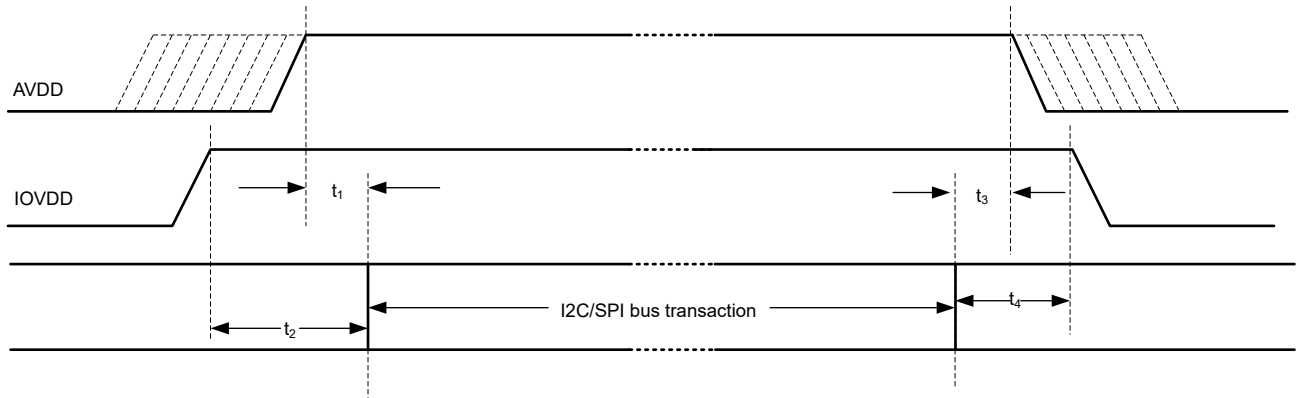 AVDD
IOVDD
t₁
t₃
t₂
I2C/SPI bus transaction
t₄